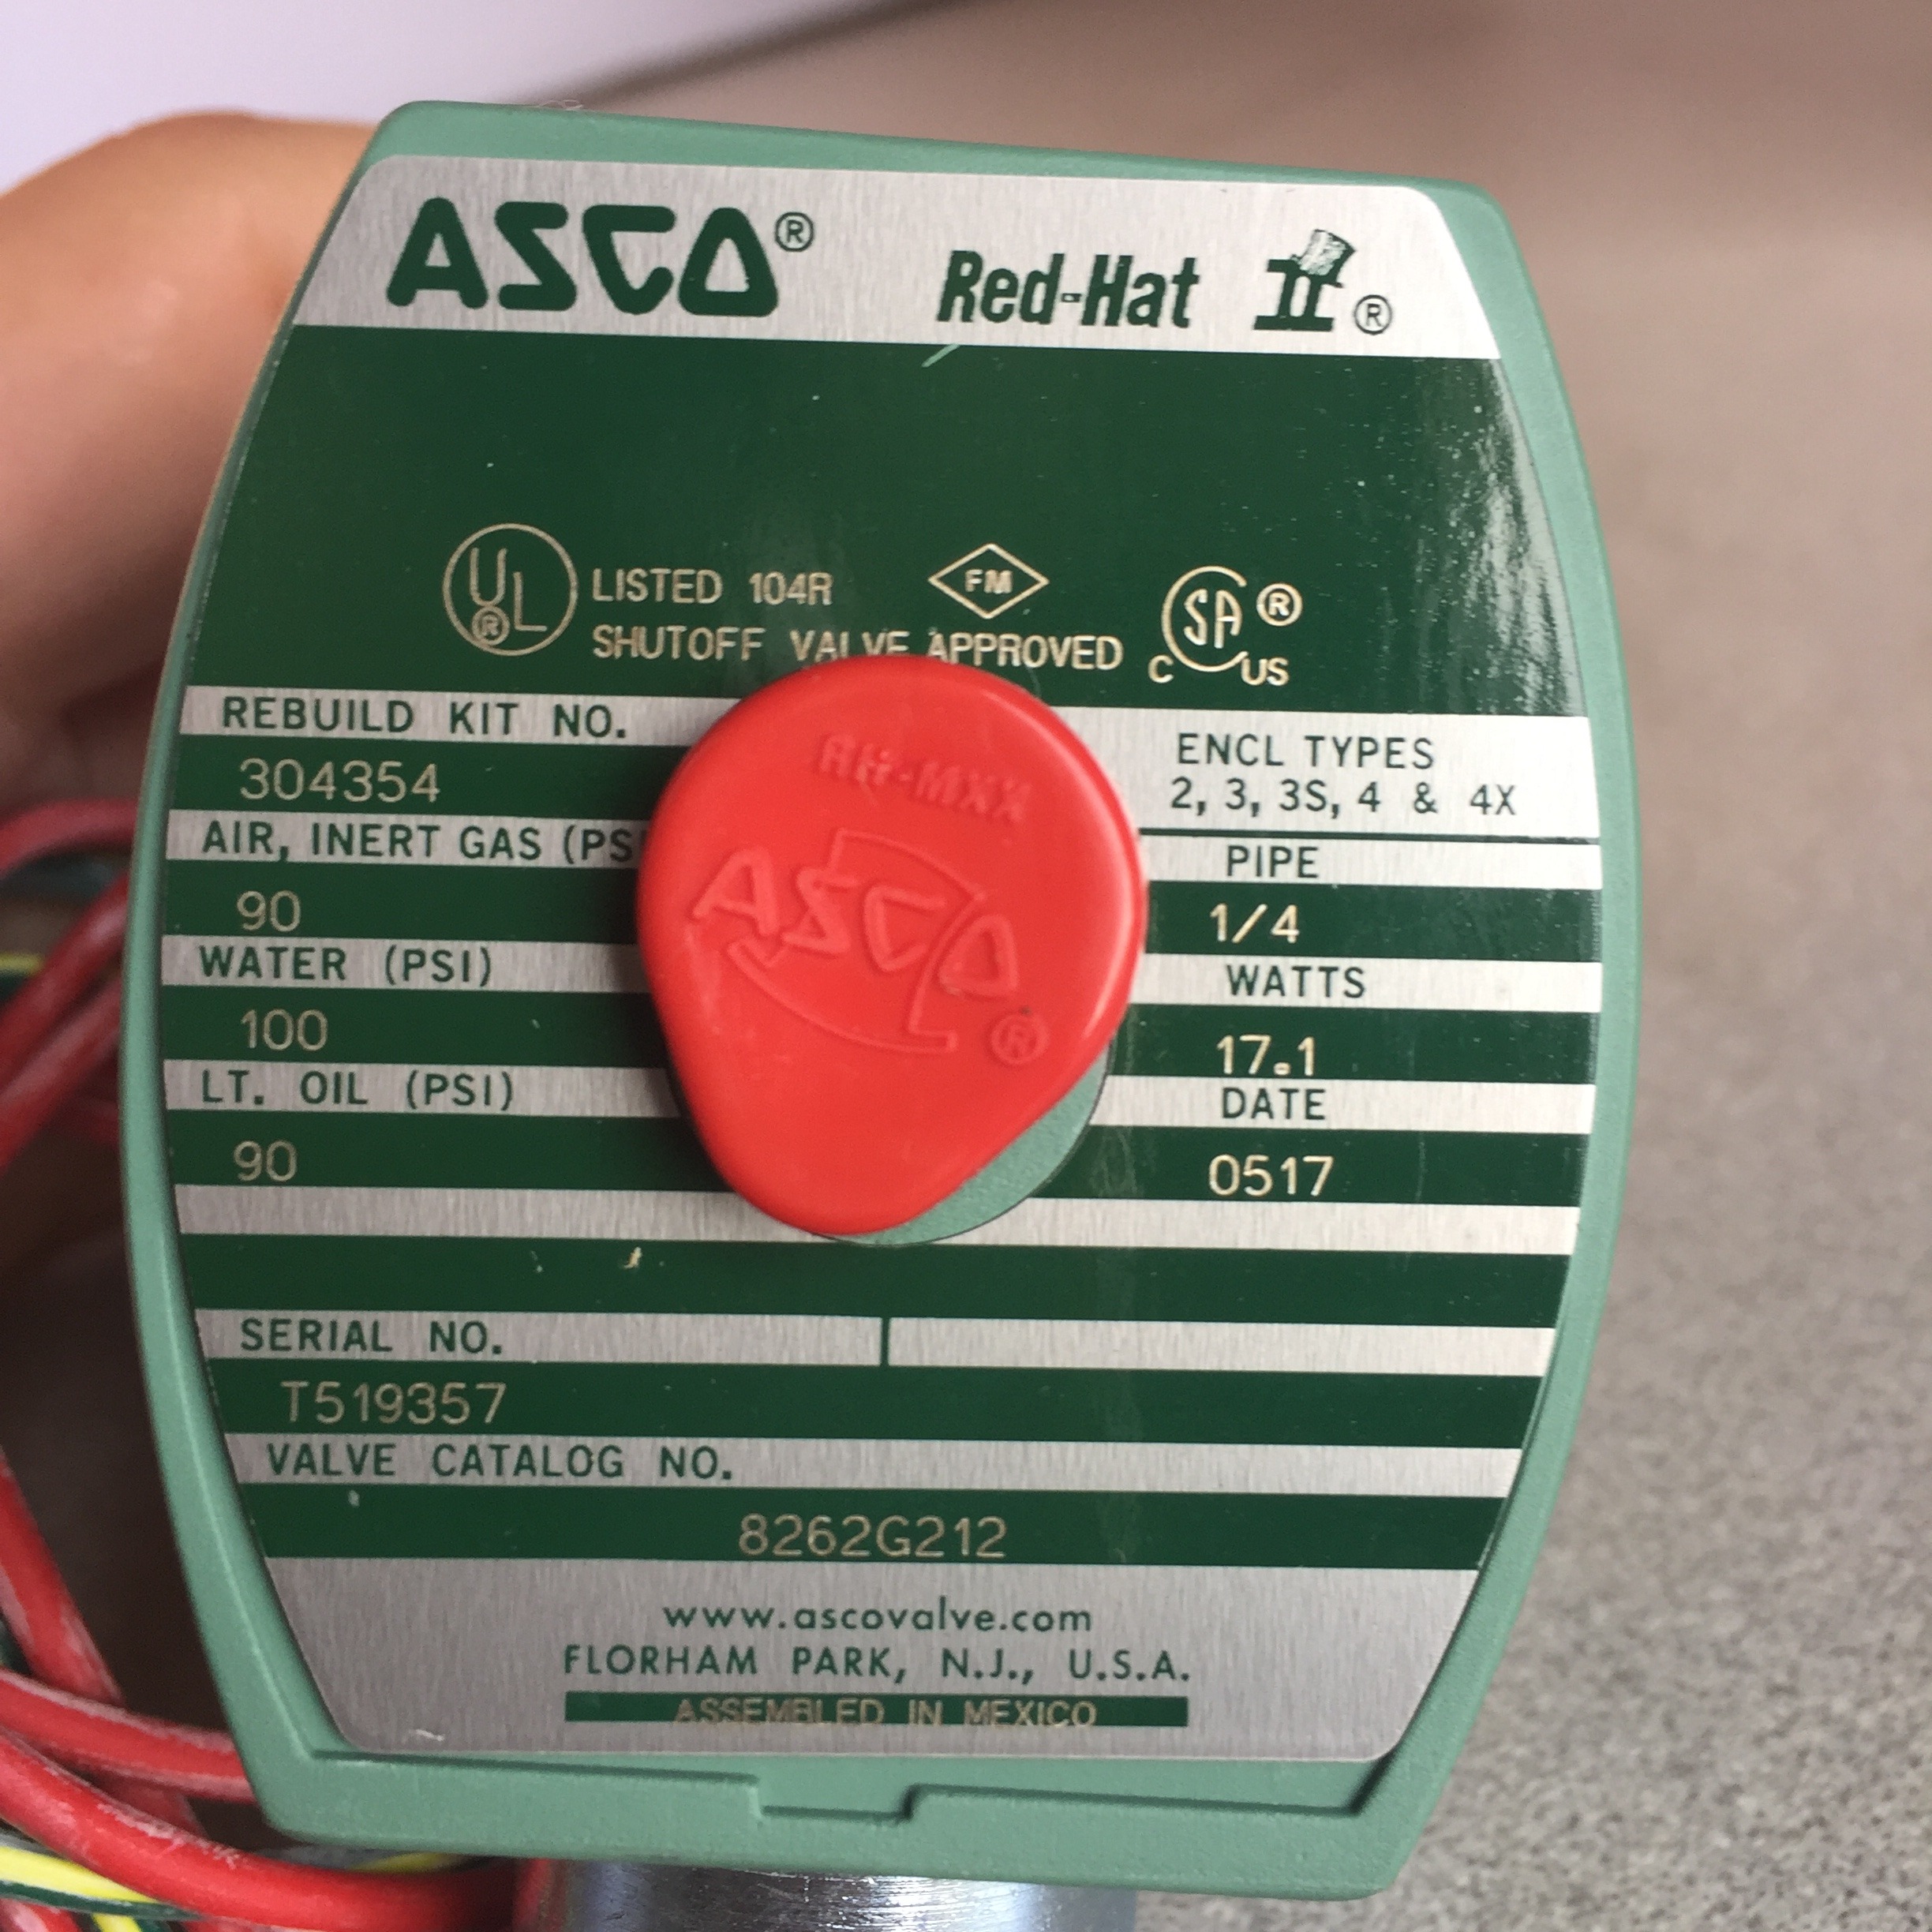 ASCO® Red-Hat II®
UL® LISTED 104R FM SA® C US
SHUTOFF VALVE APPROVED
REBUILD KIT NO.
304354
ENCL TYPES
2, 3, 3S, 4 & 4X
AIR, INERT GAS (PS
90
PIPE
1/4
WATER (PSI)
100
WATTS
17.1
LT. OIL (PSI)
90
DATE
0517
RH-MXX
ASCO®
SERIAL NO.
T519357
VALVE CATALOG NO.
8262G212
www.ascovalve.com
FLORHAM PARK, N.J., U.S.A.
ASSEMBLED IN MEXICO